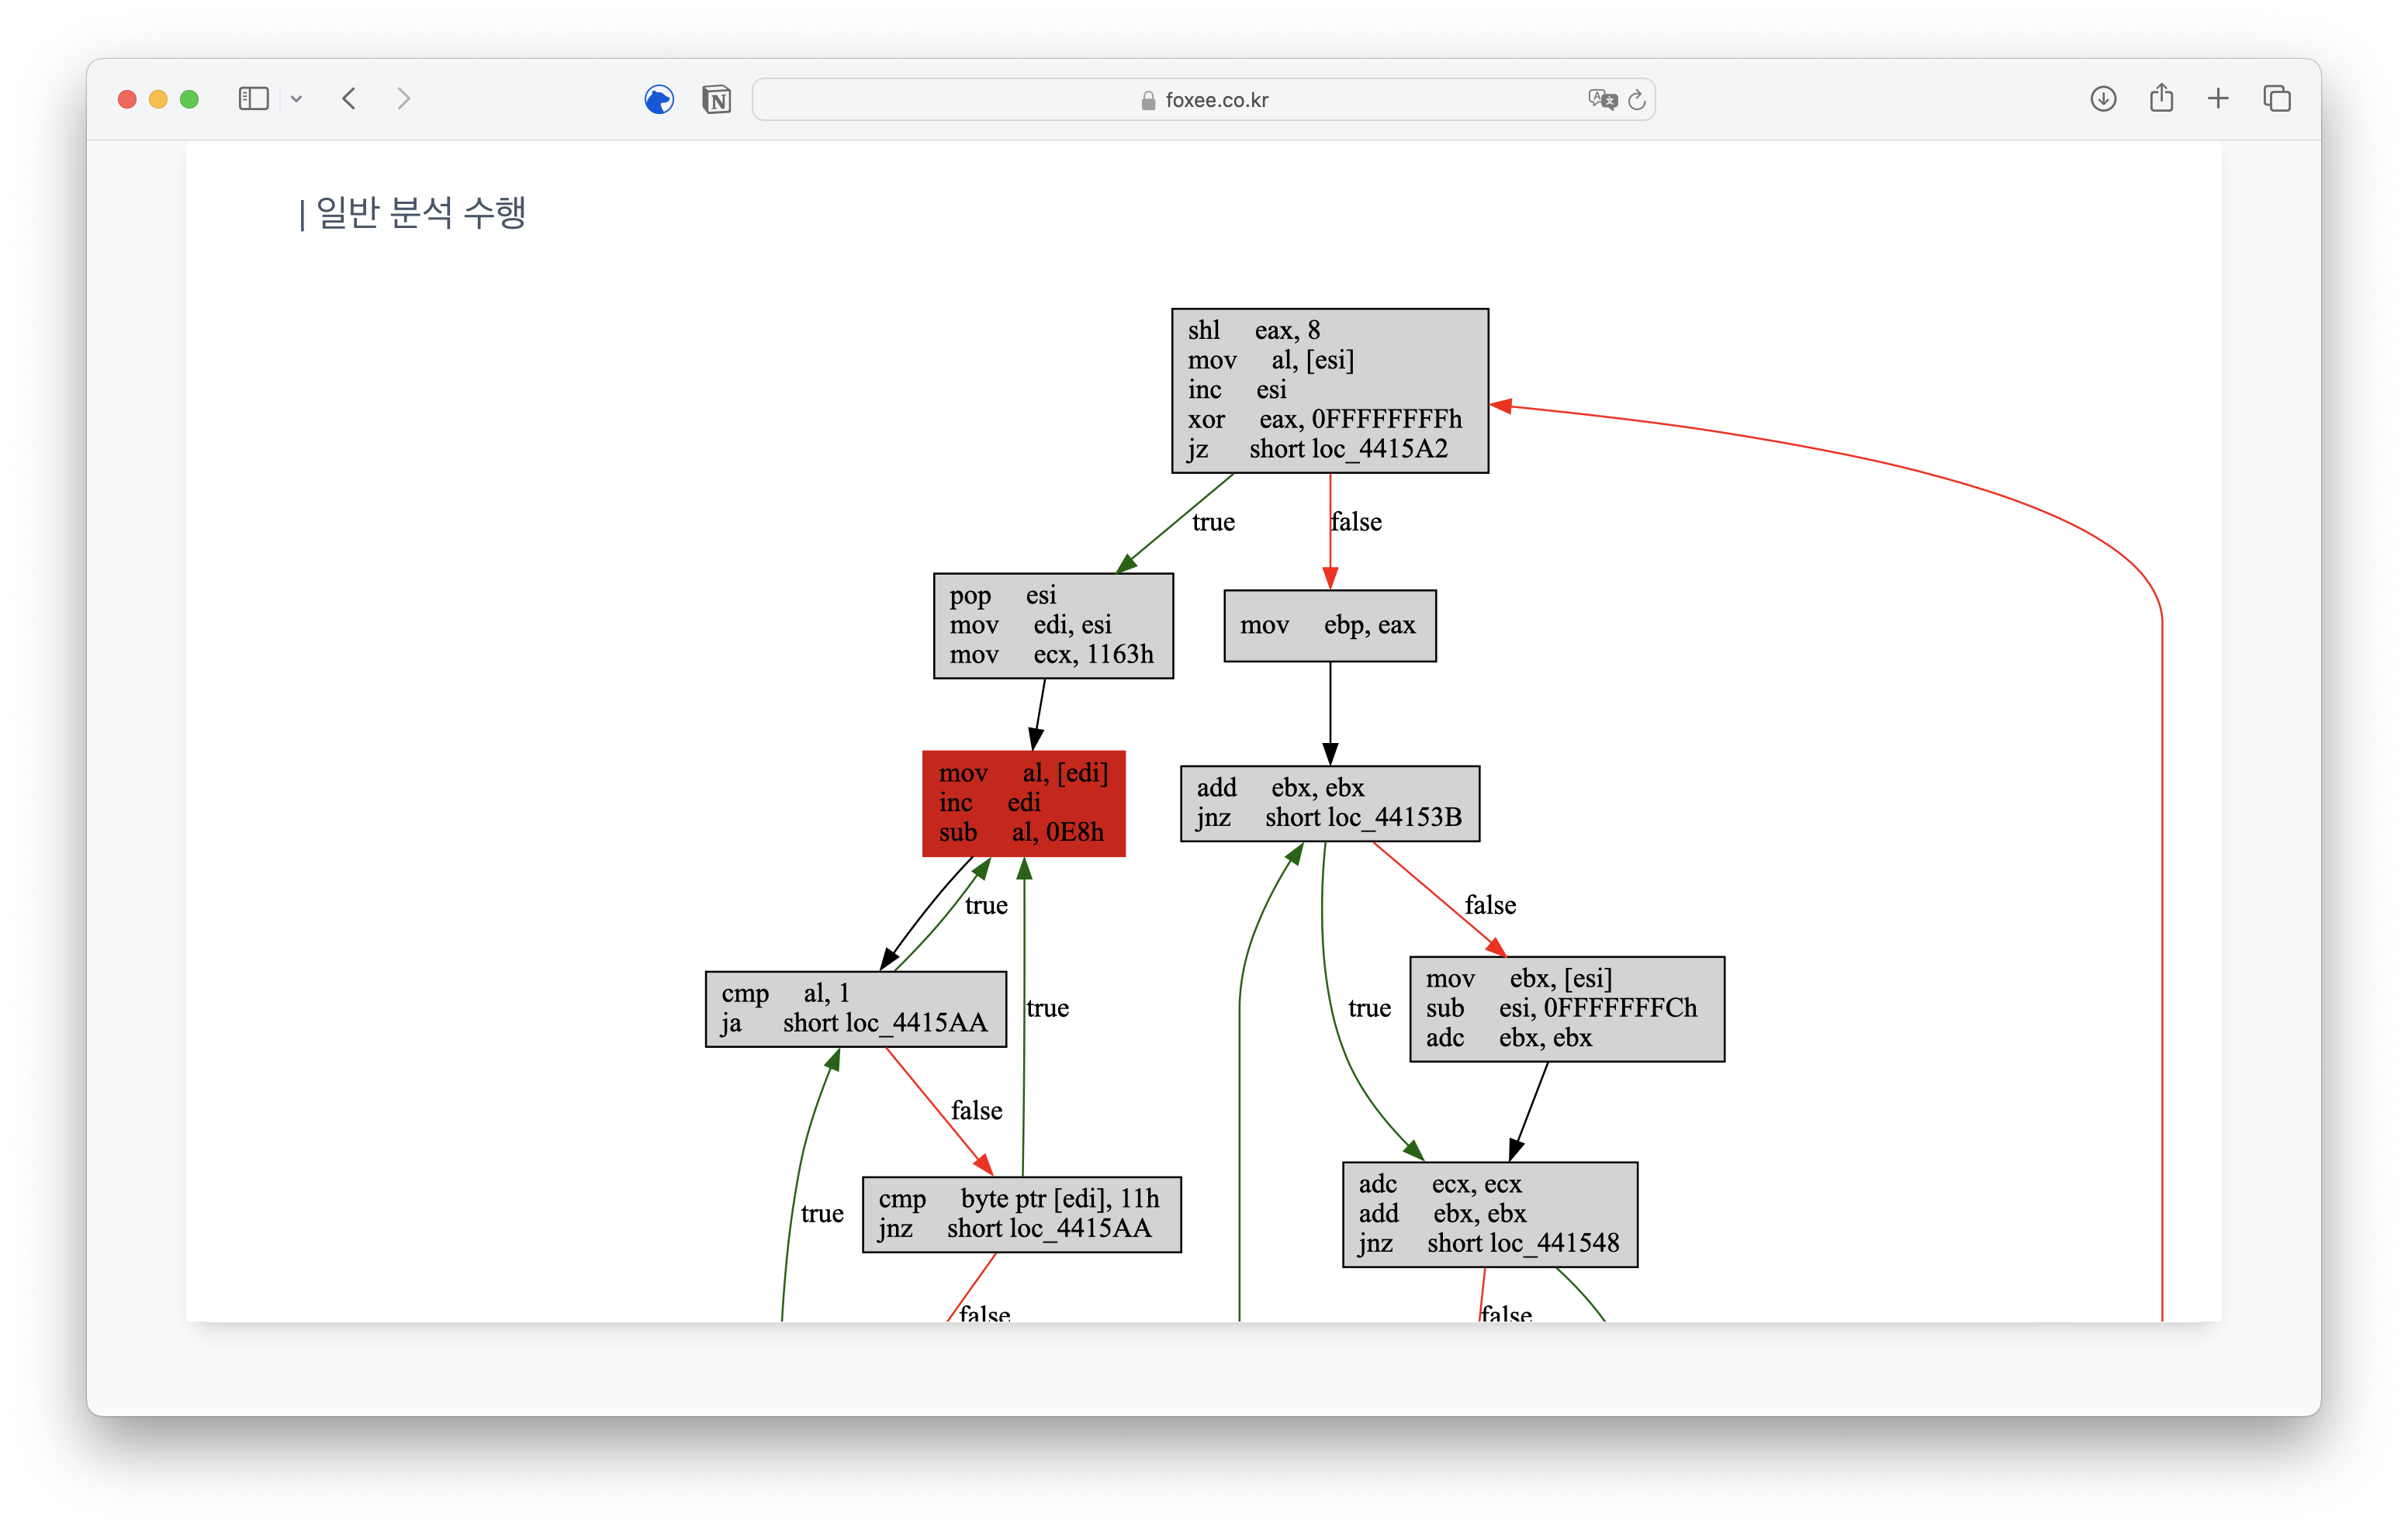 foxee.co.kr
| 일반 분석 수행
shl eax, 8
mov al, [esi]
inc esi
xor eax, 0FFFFFFFFh
jz short loc_4415A2
true
false
pop esi
mov edi, esi
mov ecx, 1163h
mov ebp, eax
mov al, [edi]
inc edi
sub al, 0E8h
add ebx, ebx
jnz short loc_44153B
true
false
cmp al, 1
ja short loc_4415AA
true
true
mov ebx, [esi]
sub esi, 0FFFFFFFCh
adc ebx, ebx
false
cmp byte ptr [edi], 11h
jnz short loc_4415AA
true
adc ecx, ecx
add ebx, ebx
jnz short loc_441548
false
false